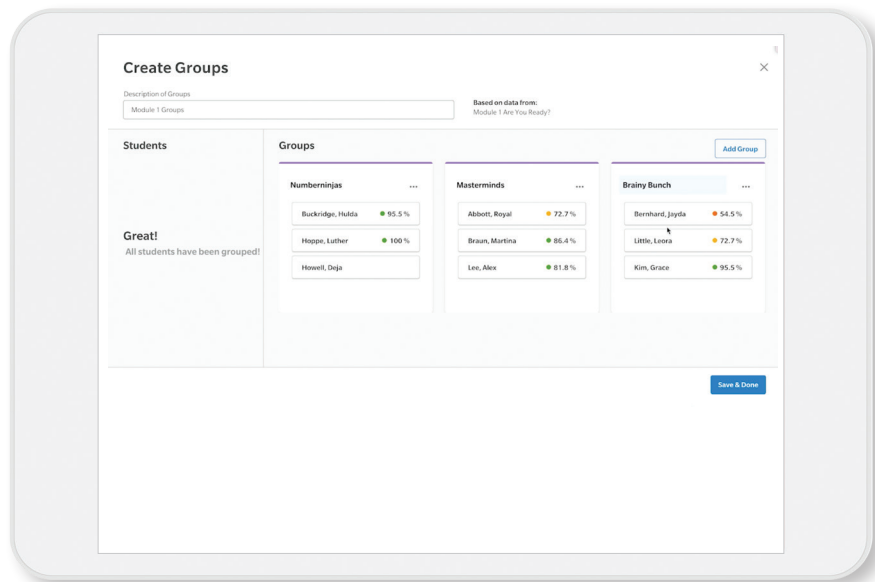 Create Groups
Description of Groups
Module 1 Groups
Based on data from:
Module 1 Are You Ready?
Students
Great!
All students have been grouped!
Groups
Add Group
Numberninjas
Buckridge, Hulda 95.5 %
Hoppe, Luther 100 %
Howell, Deja
Masterminds
Abbott, Royal 72.7 %
Braun, Martina 86.4 %
Lee, Alex 81.8 %
Brainy Bunch
Bernhard, Jayda 54.5 %
Little, Leora 72.7 %
Kim, Grace 95.5 %
Save & Done